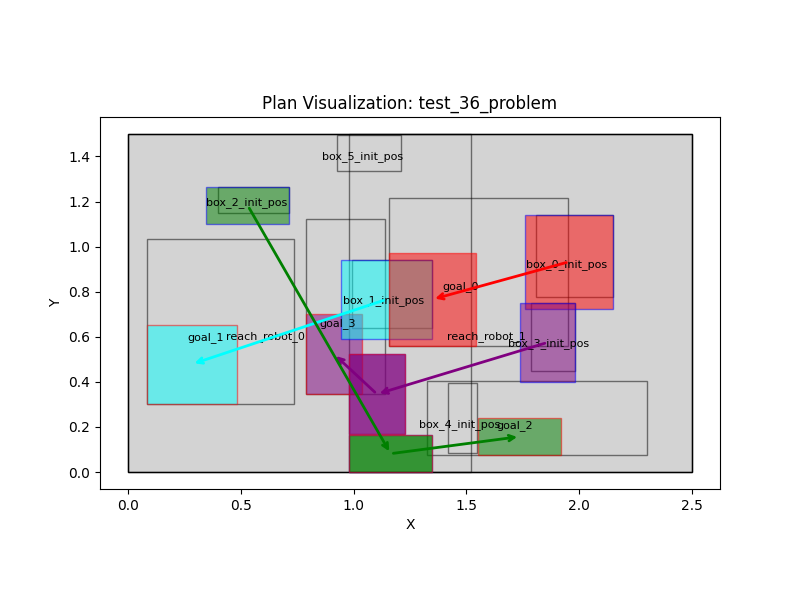 Plan Visualization: test_36_problem
box_5_init_pos
box_2_init_pos
box_0_init_pos
goal_0
box_1_init_pos
goal_3
goal_1
reach_robot_0
reach_robot_1
box_3_init_pos
box_4_init_pos
goal_2
Y
1.4
1.2
1.0
0.8
0.6
0.4
0.2
0.0
0.0 0.5 1.0 1.5 2.0 2.5
X